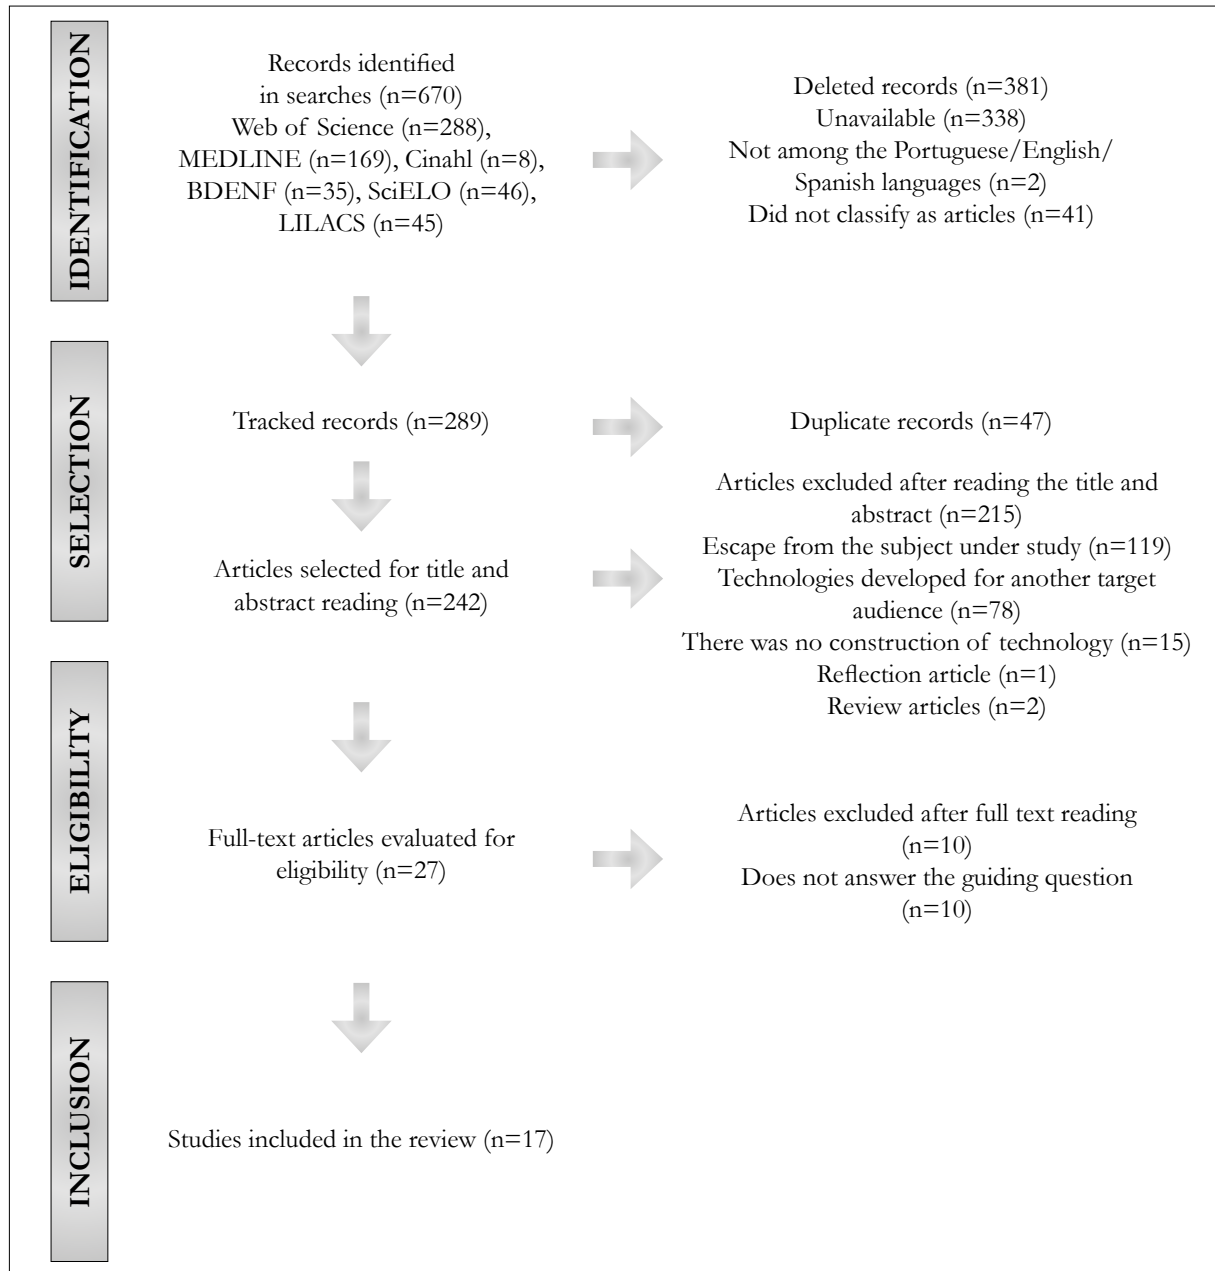 IDENTIFICATION
Records identified
in searches (n=670)
Web of Science (n=288),
MEDLINE (n=169), Cinahl (n=8),
BDENF (n=35), SciELO (n=46),
LILACS (n=45)
Deleted records (n=381)
Unavailable (n=338)
Not among the Portuguese/English/
Spanish languages (n=2)
Did not classify as articles (n=41)
SELECTION
Tracked records (n=289)
Duplicate records (n=47)
Articles selected for title and
abstract reading (n=242)
Articles excluded after reading the title and
abstract (n=215)
Escape from the subject under study (n=119)
Technologies developed for another target
audience (n=78)
There was no construction of technology (n=15)
Reflection article (n=1)
Review articles (n=2)
ELIGIBILITY
Full-text articles evaluated for
eligibility (n=27)
Articles excluded after full text reading
(n=10)
Does not answer the guiding question
(n=10)
INCLUSION
Studies included in the review (n=17)